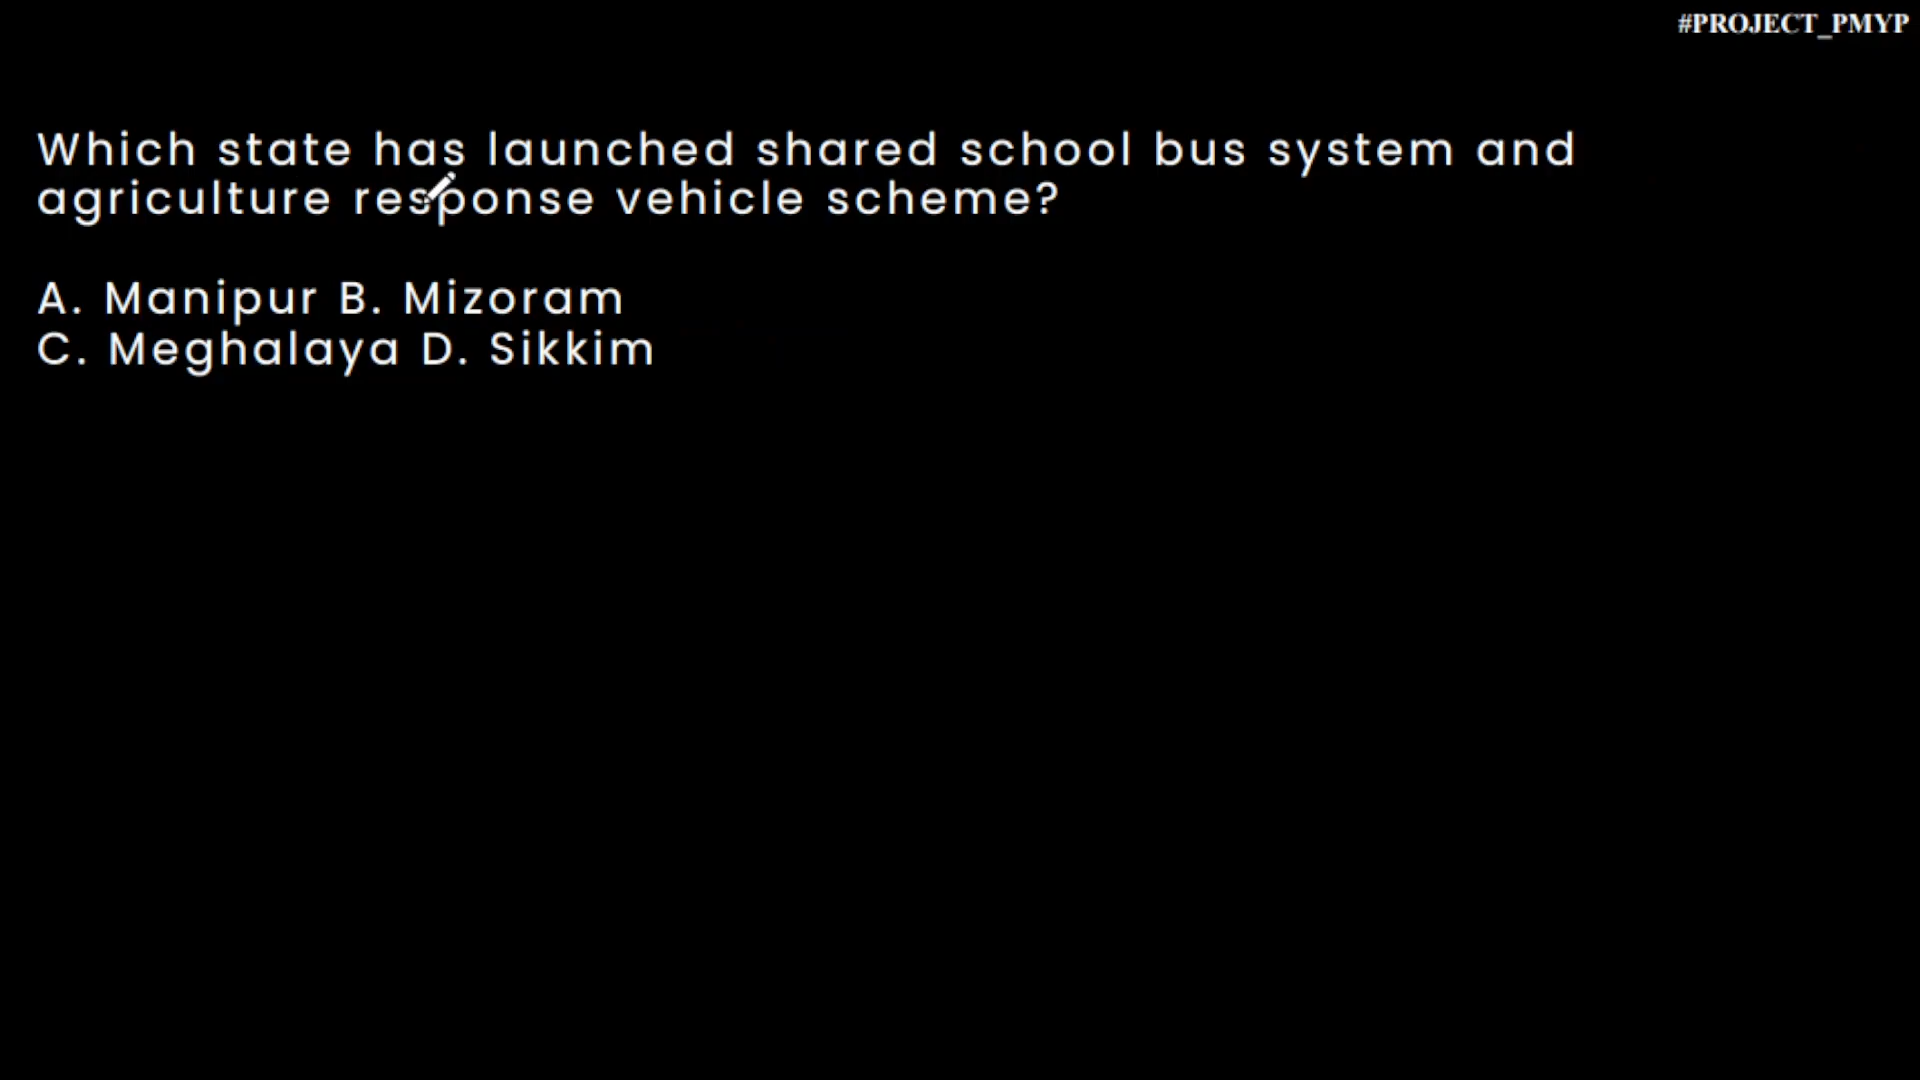 #PROJECT_PMYP
Which state has launched shared school bus system and
agriculture response vehicle scheme?
A. Manipur B. Mizoram
C. Meghalaya D. Sikkim